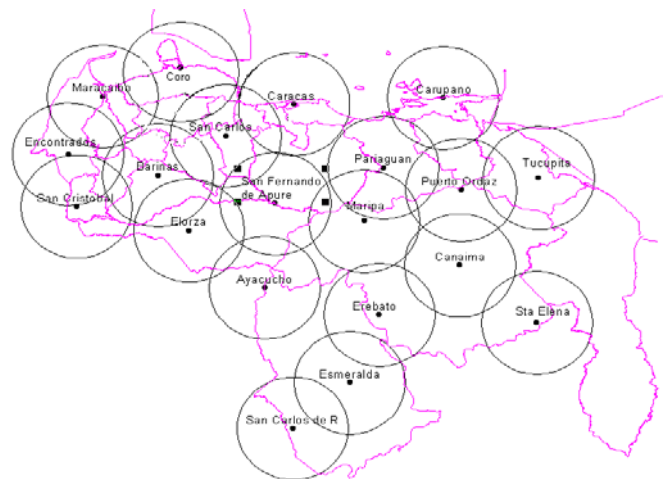 Coro
Maracaibo
Caracas
Carupano
San Carlos
Encontrados
Barinas
Pariaguan
Tucupita
San Fernando
de Apure
Puerto Ordaz
San Cristobal
Elorza
Maripa
Canaima
Ayacucho
Erebato
Sta Elena
Esmeralda
San Carlos de R